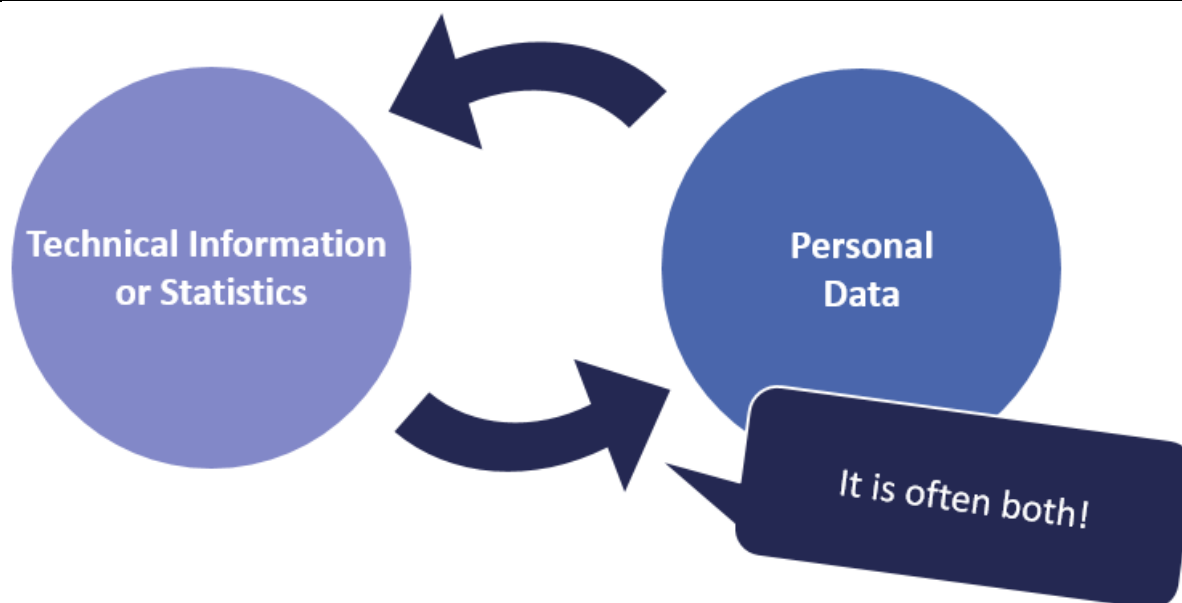 Technical Information
or Statistics
Personal
Data
It is often both!